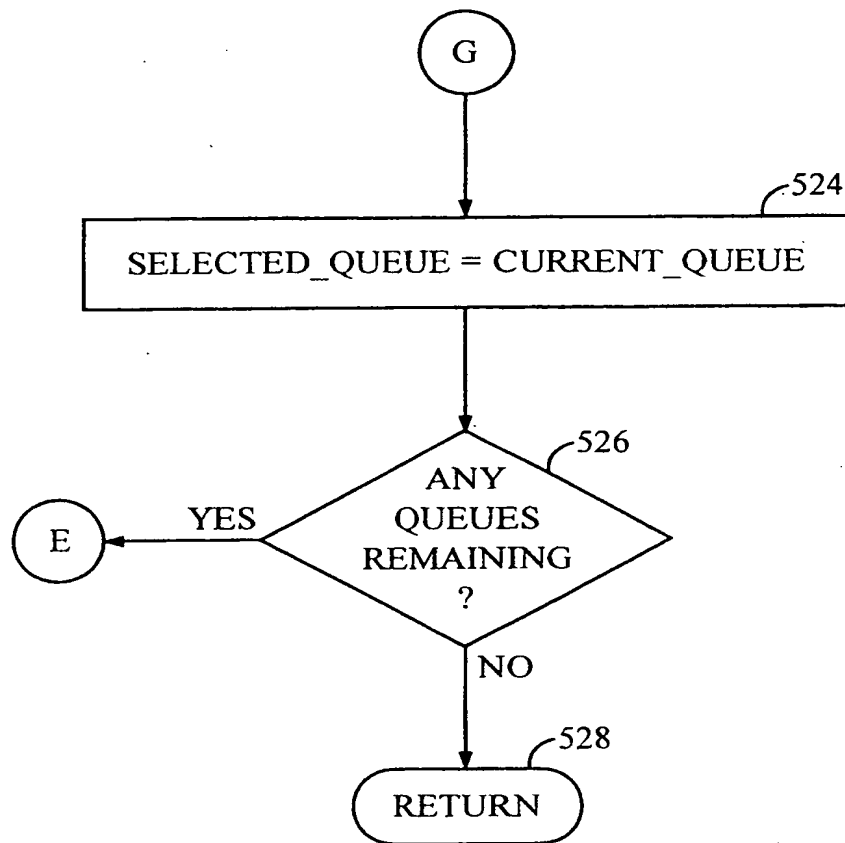 G
524
SELECTED_QUEUE = CURRENT_QUEUE
526
ANY
QUEUES
REMAINING
?
YES
E
NO
528
RETURN